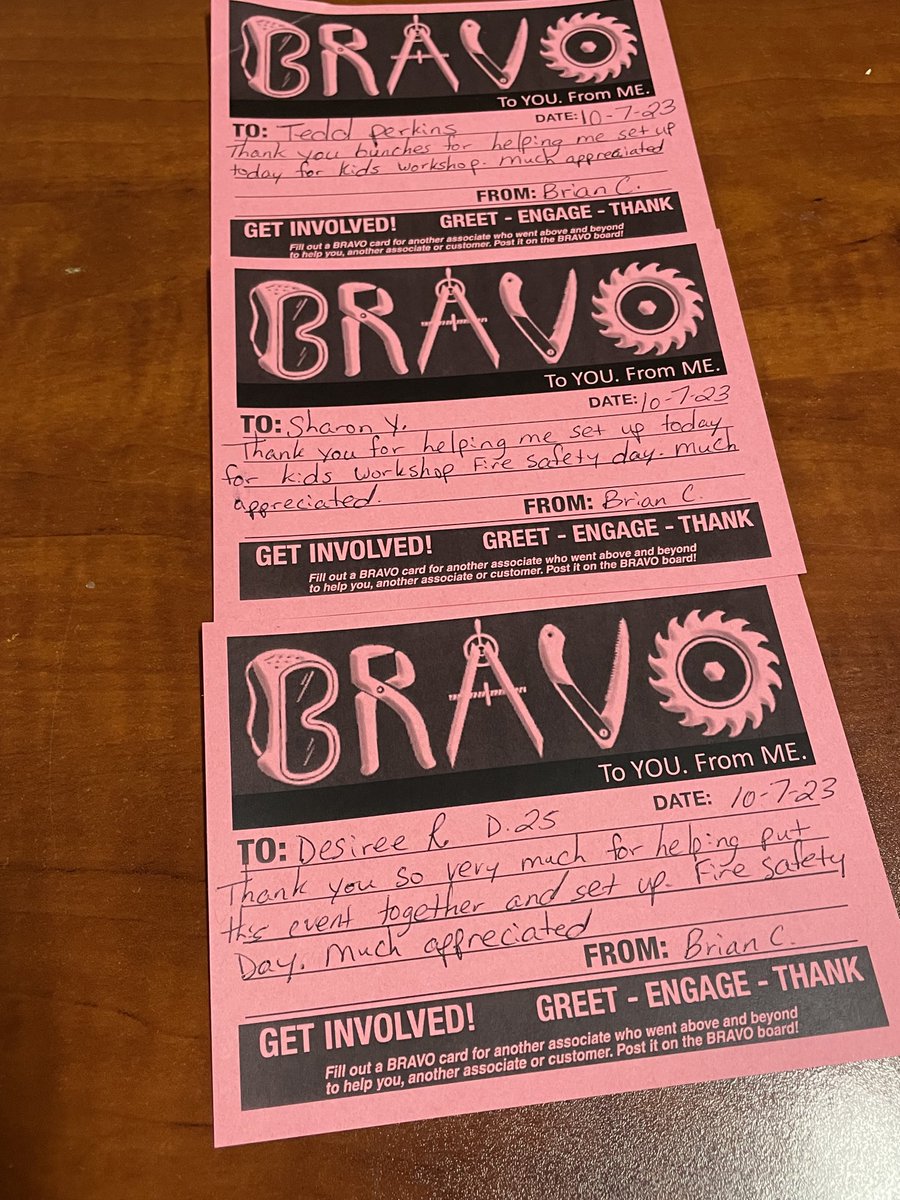 BRAVO
To YOU. From ME.
DATE: 10-7-23
TO: Tedd Perkins
Thank you bunches for helping me set up
today for kids workshop. Much appreciated
FROM: Brian C.
GET INVOLVED! GREET - ENGAGE - THANK
Fill out a BRAVO card for another associate who went above and beyond
to help you, another associate or customer. Post it on the BRAVO board!
BRAVO
To YOU. From ME.
DATE: 10-7-23
TO: Sharon Y.
Thank you for helping me set up today
for kids workshop Fire safety day. Much
appreciated.
FROM: Brian C.
GET INVOLVED! GREET - ENGAGE - THANK
Fill out a BRAVO card for another associate who went above and beyond
to help you, another associate or customer. Post it on the BRAVO board!
BRAVO
To YOU. From ME.
DATE: 10-7-23
TO: Desiree R D.25
Thank you so very much for helping put
this event together and set up. Fire safety
Day. Much appreciated
FROM: Brian C.
GET INVOLVED! GREET - ENGAGE - THANK
Fill out a BRAVO card for another associate who went above and beyond
to help you, another associate or customer. Post it on the BRAVO board!